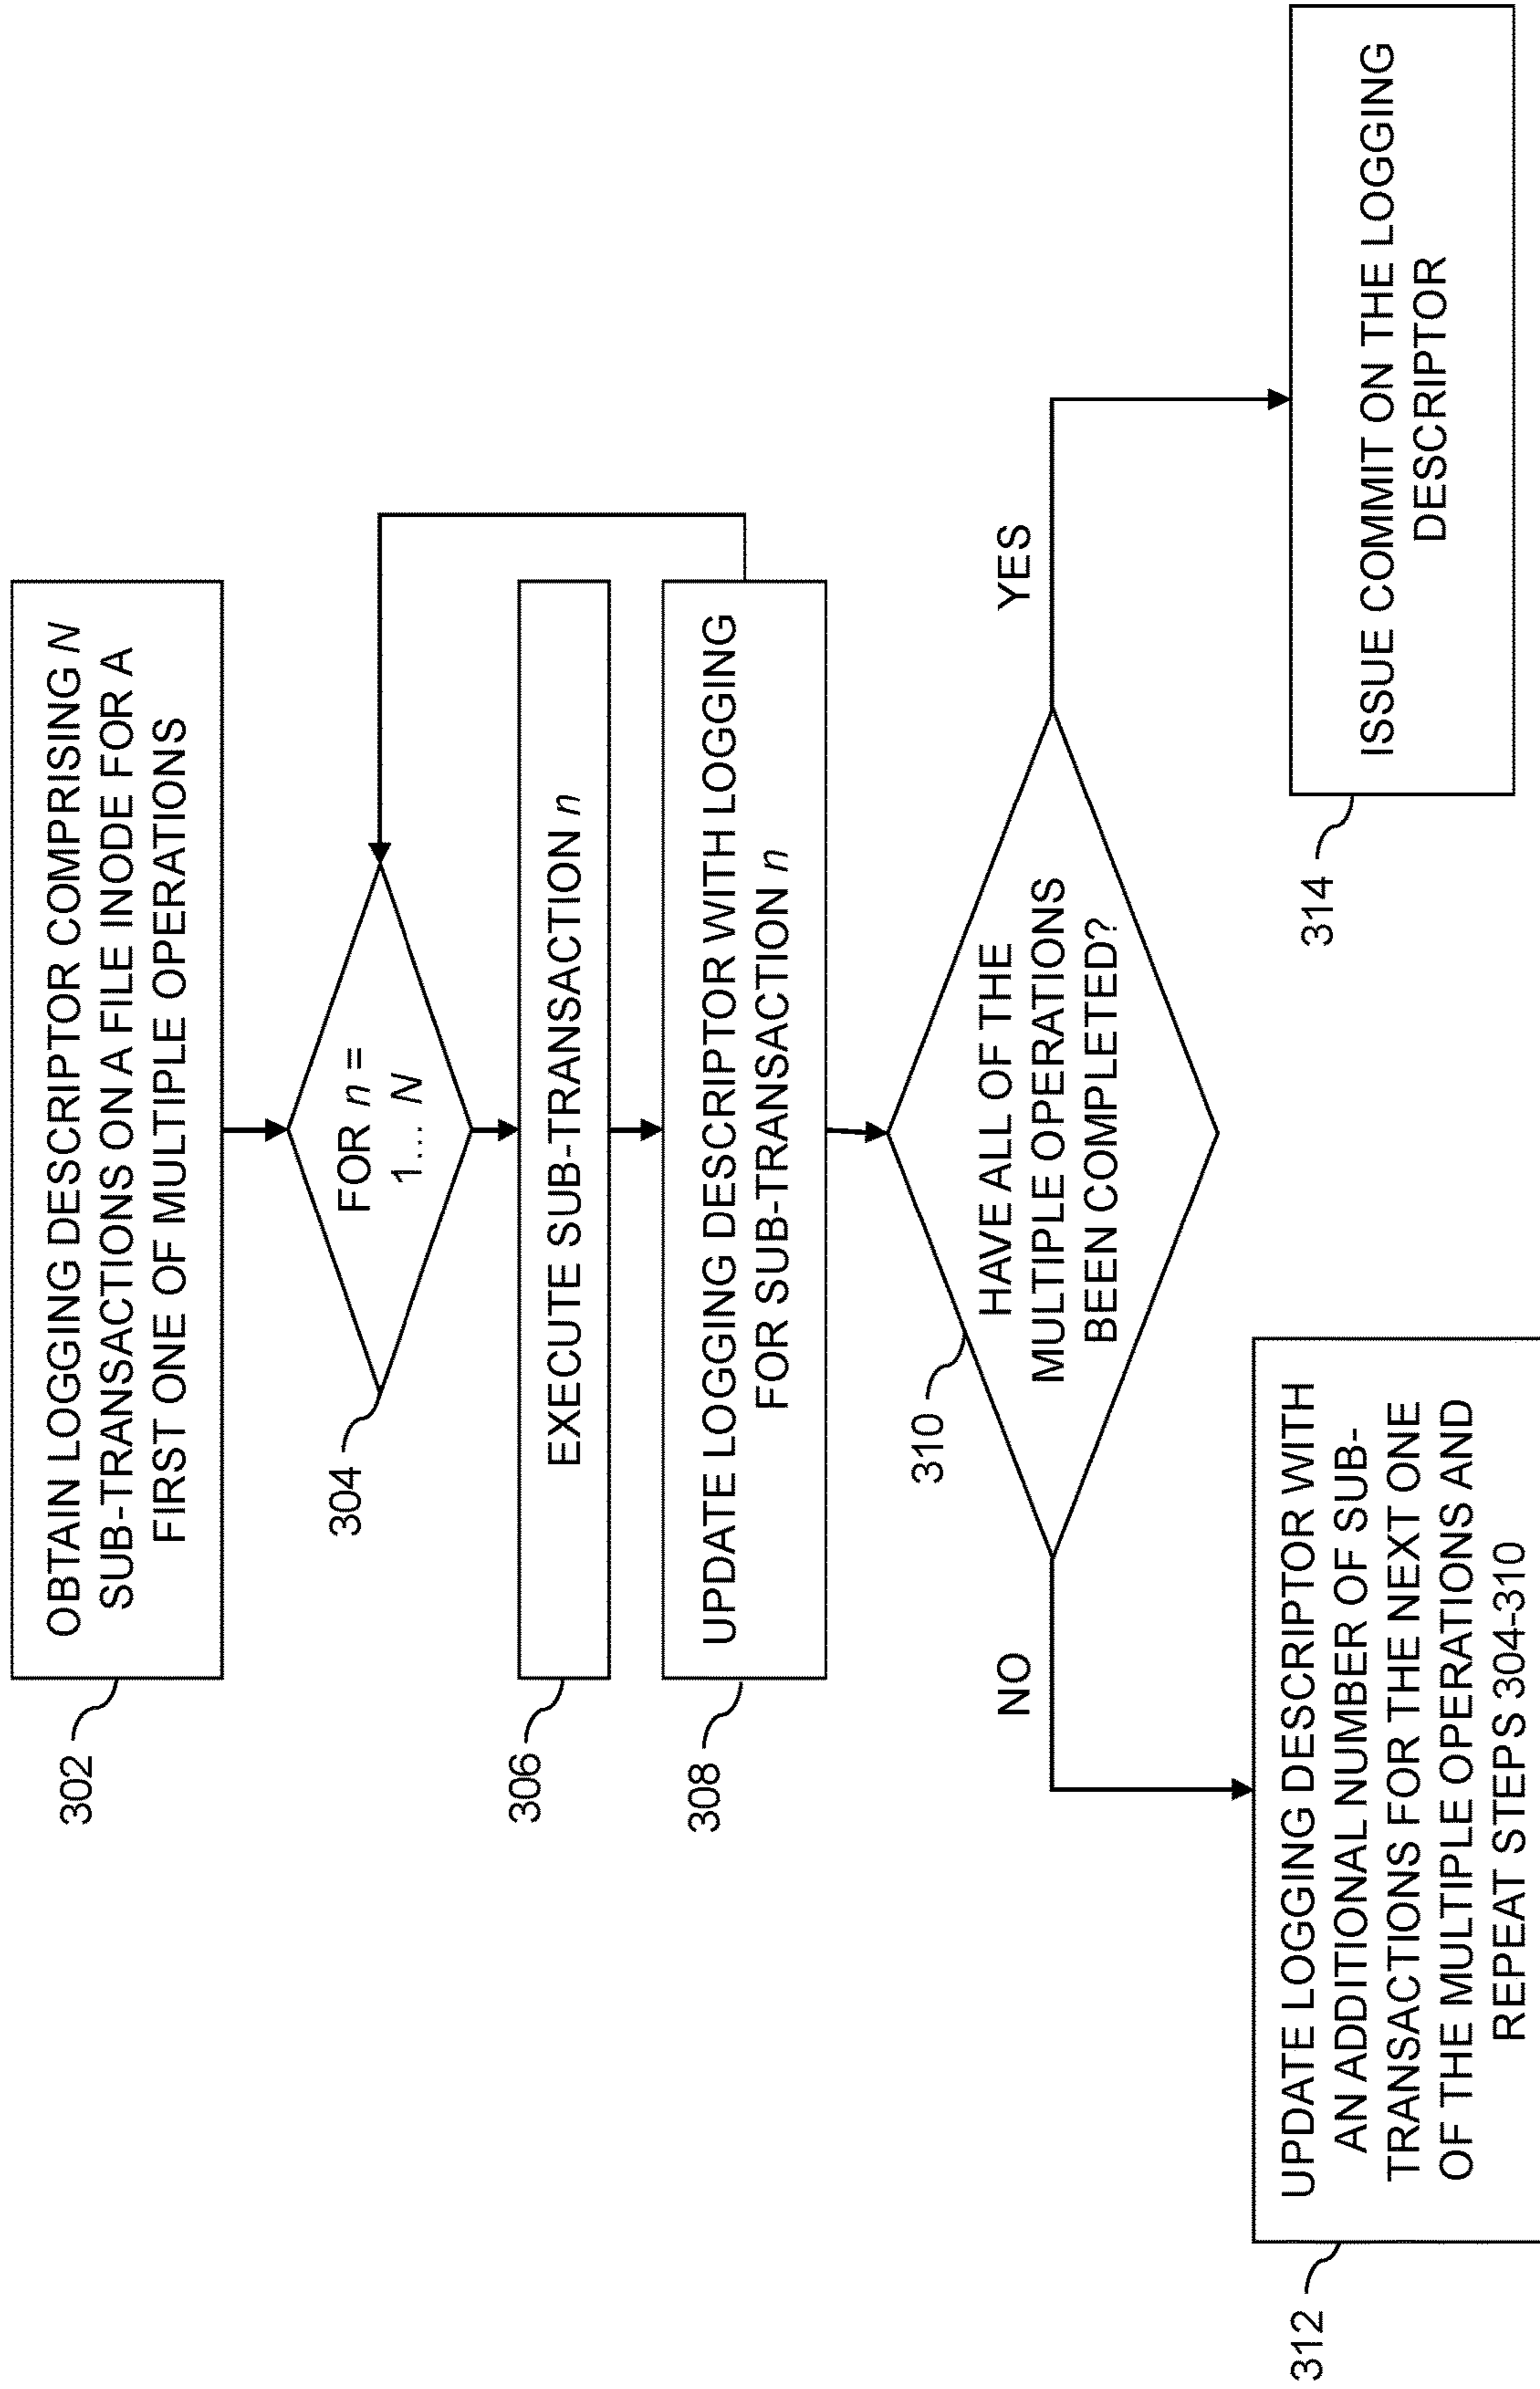 302
OBTAIN LOGGING DESCRIPTOR COMPRISING N
SUB-TRANSACTIONS ON A FILE INODE FOR A
FIRST ONE OF MULTIPLE OPERATIONS
304
FOR n =
1... N
306
EXECUTE SUB-TRANSACTION n
308
UPDATE LOGGING DESCRIPTOR WITH LOGGING
FOR SUB-TRANSACTION n
310
HAVE ALL OF THE
MULTIPLE OPERATIONS
BEEN COMPLETED?
NO
YES
312
UPDATE LOGGING DESCRIPTOR WITH
AN ADDITIONAL NUMBER OF SUB-
TRANSACTIONS FOR THE NEXT ONE
OF THE MULTIPLE OPERATIONS AND
REPEAT STEPS 304-310
314
ISSUE COMMIT ON THE LOGGING
DESCRIPTOR